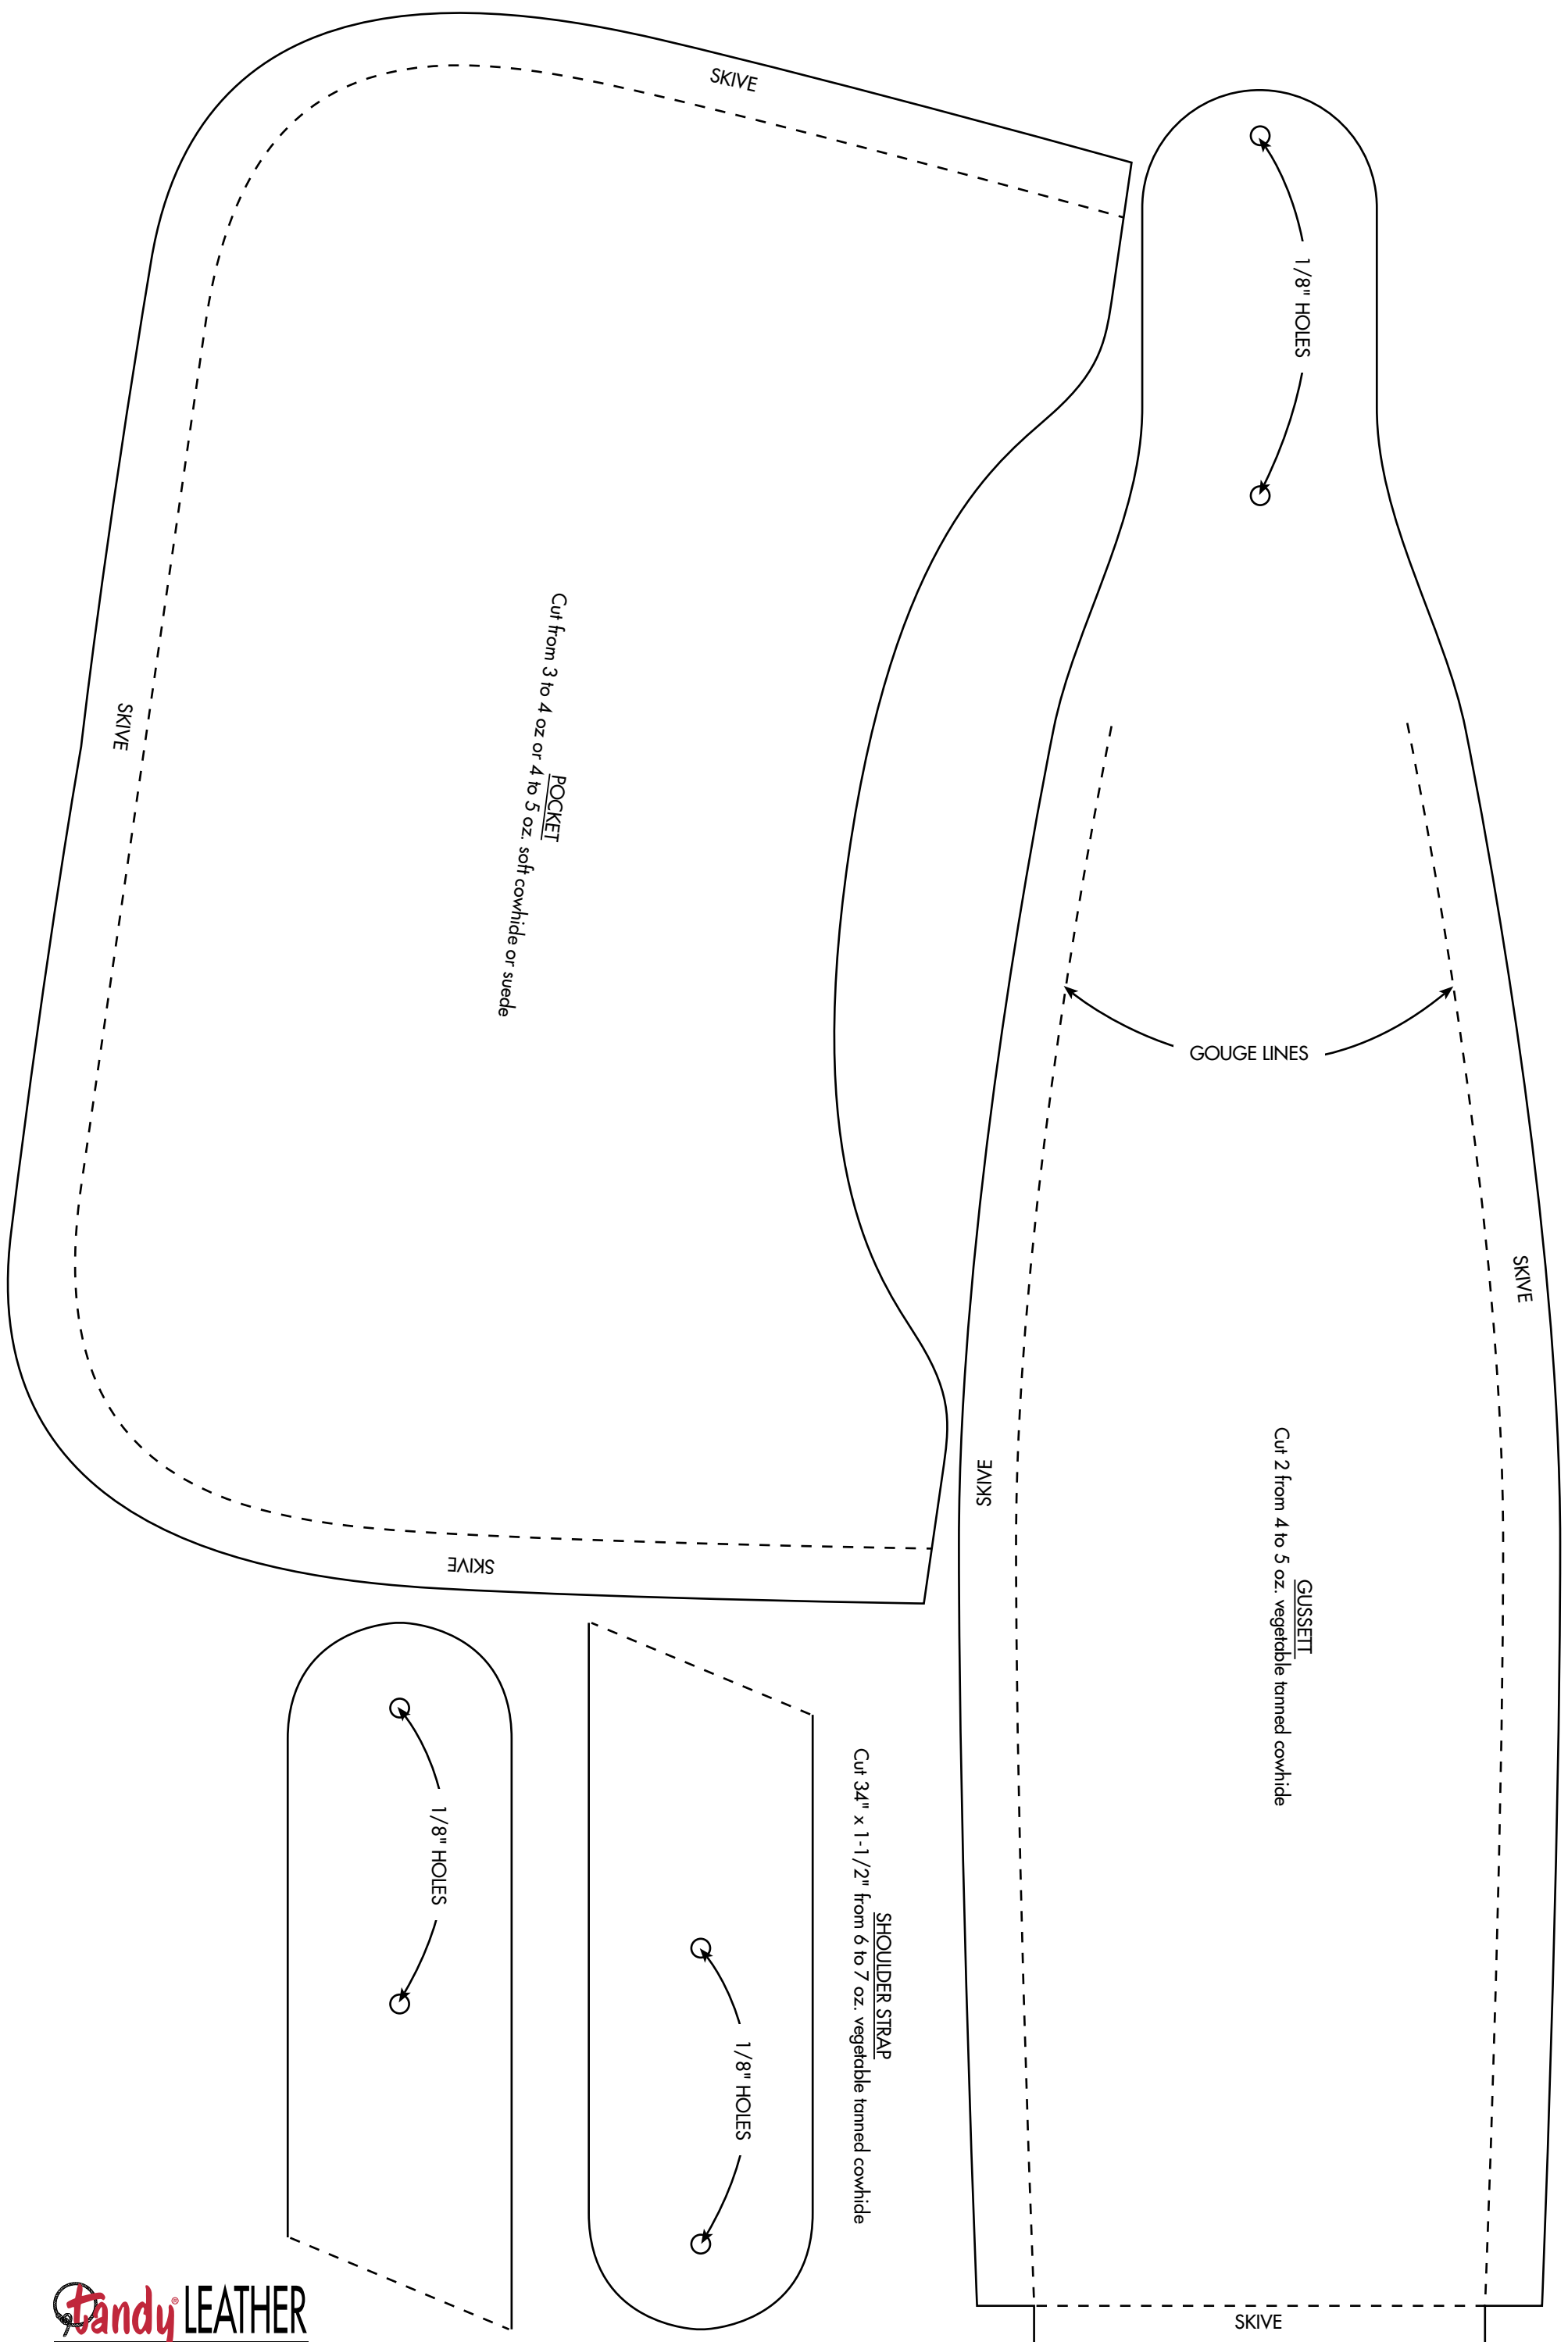 SKIVE
1/8" HOLES
SKIVE
POCKET
Cut from 3 to 4 oz or 4 to 5 oz. soft cowhide or suede
GOUGE LINES
SKIVE
SKIVE
GUSSETT
Cut 2 from 4 to 5 oz. vegetable tanned cowhide
SKIVE
1/8" HOLES
SHOULDER STRAP
Cut 34" x 1-1/2" from 6 to 7 oz. vegetable tanned cowhide
1/8" HOLES
tandy® LEATHER
SKIVE